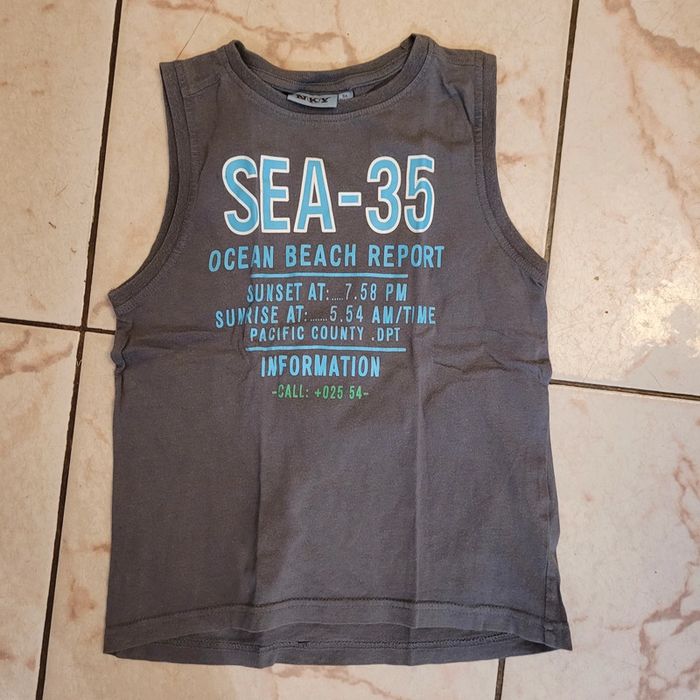 SEA-35
OCEAN BEACH REPORT
SUNSET AT:.....7.58 PM
SUNRISE AT:.......5.54 AM/TIME
PACIFIC COUNTY .DPT
INFORMATION
-CALL: +025 54-